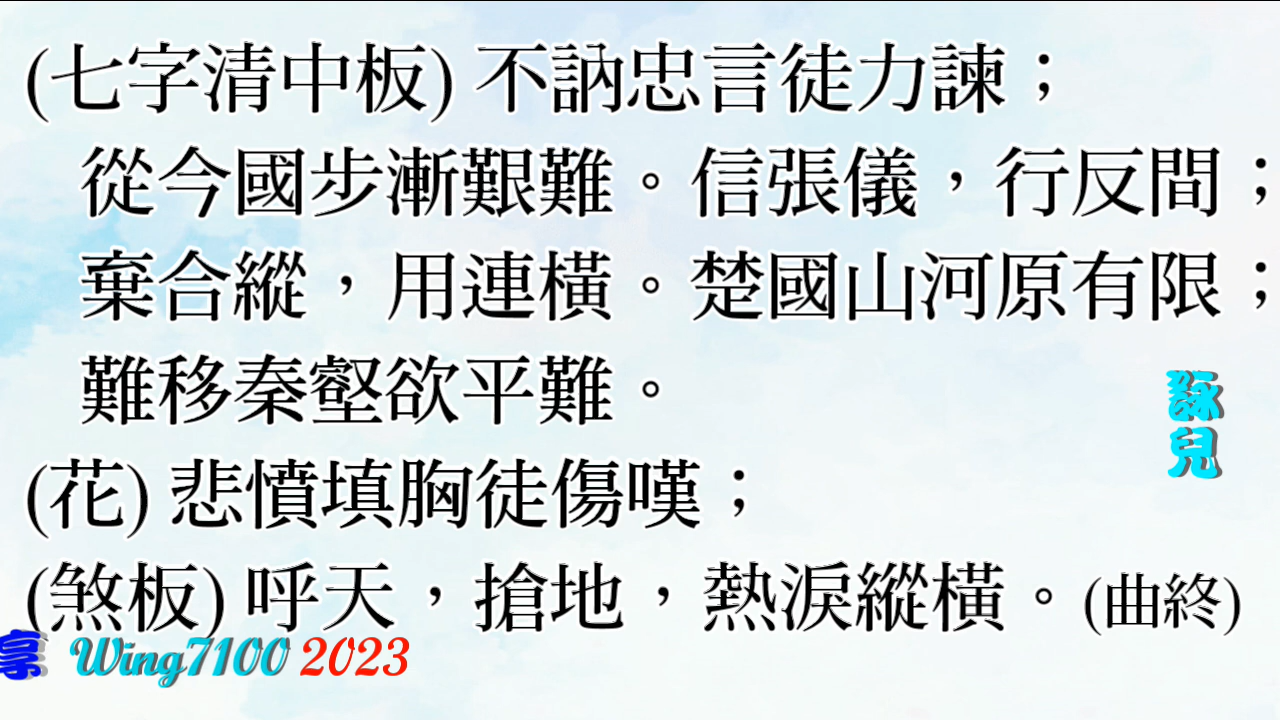 (七字清中板) 不訥忠言徒力諫；
從今國步漸艱難。信張儀，行反間；
棄合縱，用連橫。楚國山河原有限；
難移秦壑欲平難。
(花) 悲憤填胸徒傷嘆；
(煞板) 呼天，搶地，熱淚縱橫。(曲終)
詠兒
享 Wing7100 2023